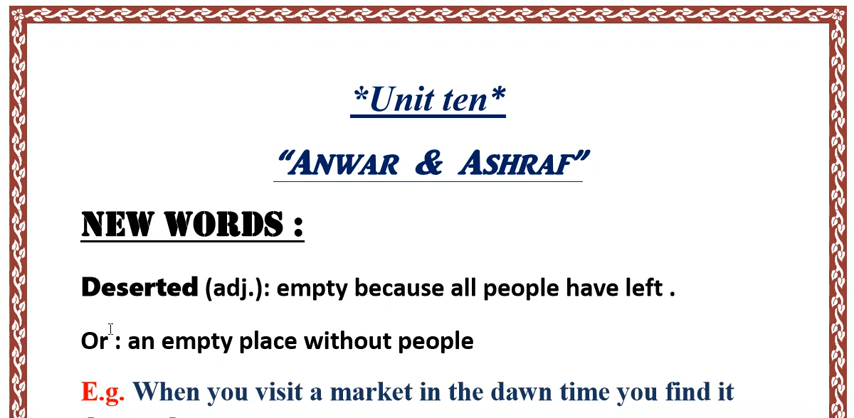 *Unit ten*
“ANWAR & ASHRAF”
NEW WORDS :
Deserted (adj.): empty because all people have left .
Or : an empty place without people
E.g. When you visit a market in the dawn time you find it